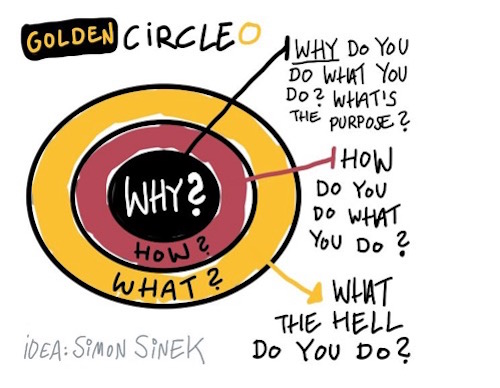 GOLDEN CIRCLE
WHY DO YOU
DO WHAT YOU
DO? WHAT'S
THE PURPOSE?
HOW
DO YOU
DO WHAT
YOU DO?
WHAT
THE HELL
DO YOU DO?
WHY?
HOW?
WHAT?
iDEA: SiMON SiNEK